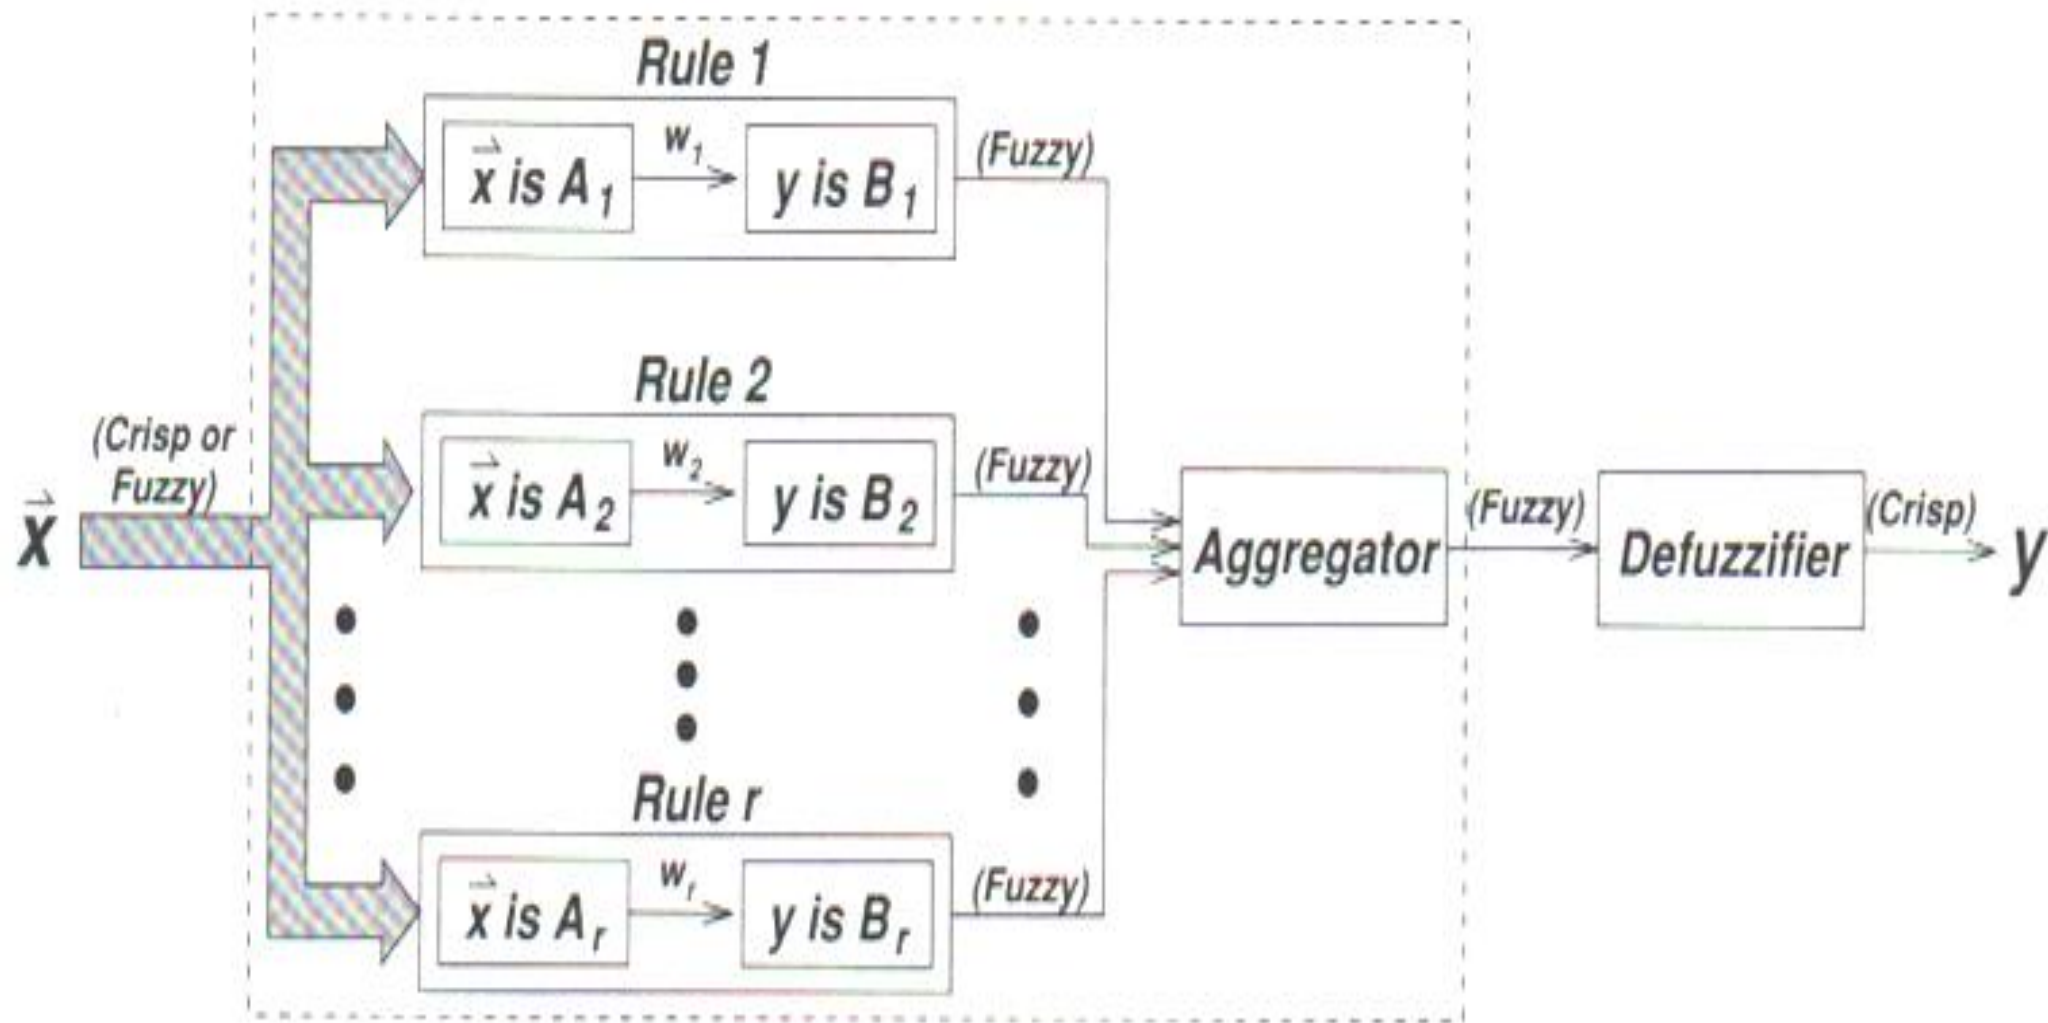 Rule 1
x⃗ is A₁
w₁
y is B₁
(Fuzzy)
Rule 2
(Crisp or
Fuzzy)
x⃗
x⃗ is A₂
w₂
y is B₂
(Fuzzy)
Aggregator
(Fuzzy)
Defuzzifier
(Crisp)
y
Rule r
x⃗ is Aᵣ
wᵣ
y is Bᵣ
(Fuzzy)